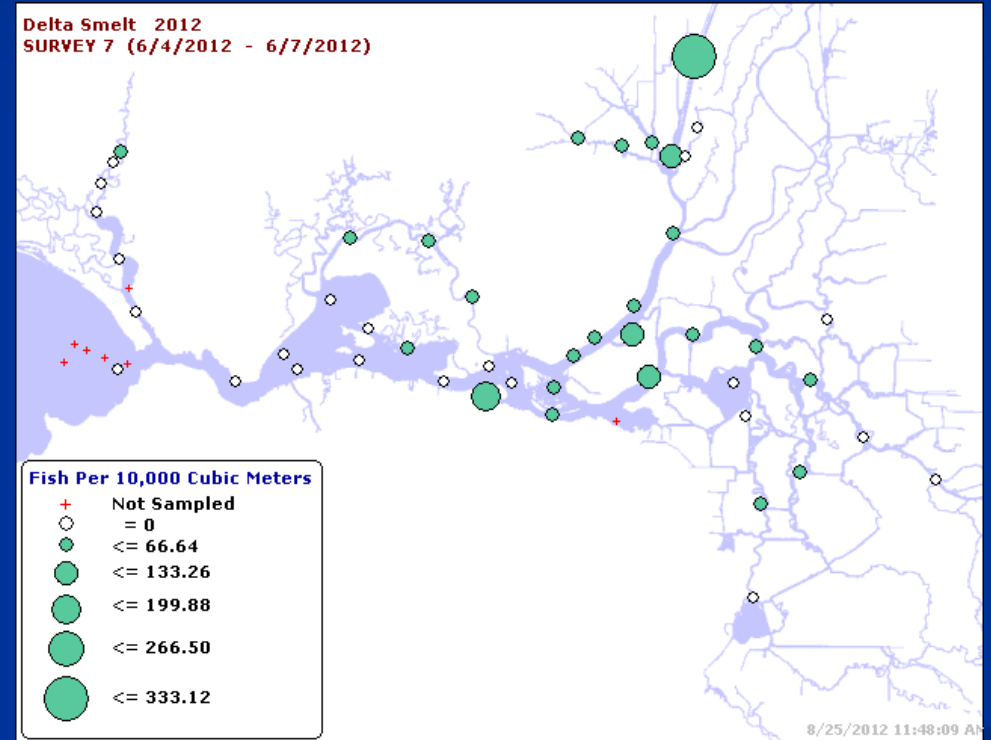 Delta Smelt 2012
SURVEY 7 (6/4/2012 - 6/7/2012)
Fish Per 10,000 Cubic Meters
+ Not Sampled
= 0
<= 66.64
<= 133.26
<= 199.88
<= 266.50
<= 333.12
8/25/2012 11:48:09 AM